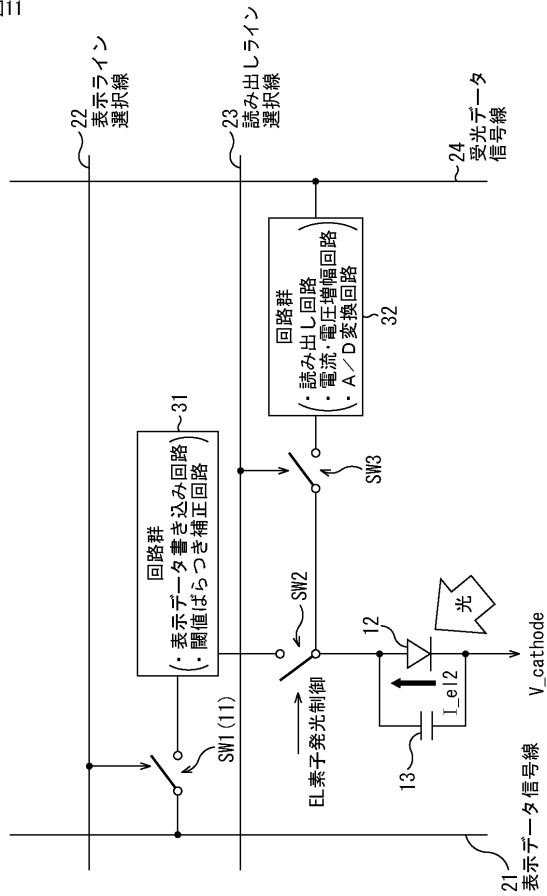 図11
22
表示ライン
選択線
23
読み出しライン
選択線
24
受光データ
信号線
31
回路群
・表示データ書き込み回路
・閾値ばらつき補正回路
回路群
・読み出し回路
・電流・電圧増幅回路
・A/D変換回路
32
SW1(11)
SW2
SW3
EL素子発光制御
12
光
13
I_el2
V_cathode
21
表示データ信号線